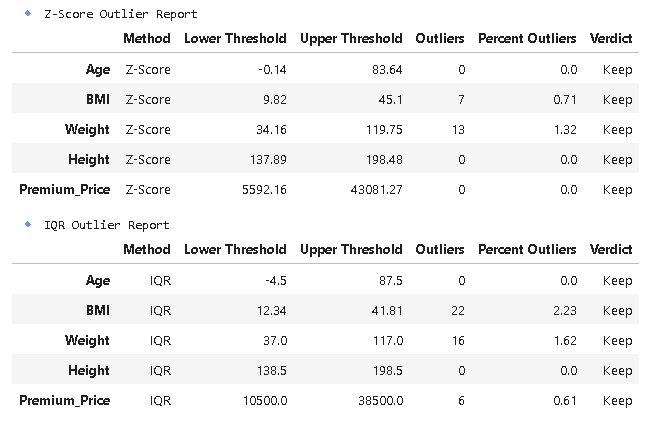 Z-Score Outlier Report
Method Lower Threshold Upper Threshold Outliers Percent Outliers Verdict
Age Z-Score -0.14 83.64 0 0.0 Keep
BMI Z-Score 9.82 45.1 7 0.71 Keep
Weight Z-Score 34.16 119.75 13 1.32 Keep
Height Z-Score 137.89 198.48 0 0.0 Keep
Premium_Price Z-Score 5592.16 43081.27 0 0.0 Keep
IQR Outlier Report
Method Lower Threshold Upper Threshold Outliers Percent Outliers Verdict
Age IQR -4.5 87.5 0 0.0 Keep
BMI IQR 12.34 41.81 22 2.23 Keep
Weight IQR 37.0 117.0 16 1.62 Keep
Height IQR 138.5 198.5 0 0.0 Keep
Premium_Price IQR 10500.0 38500.0 6 0.61 Keep